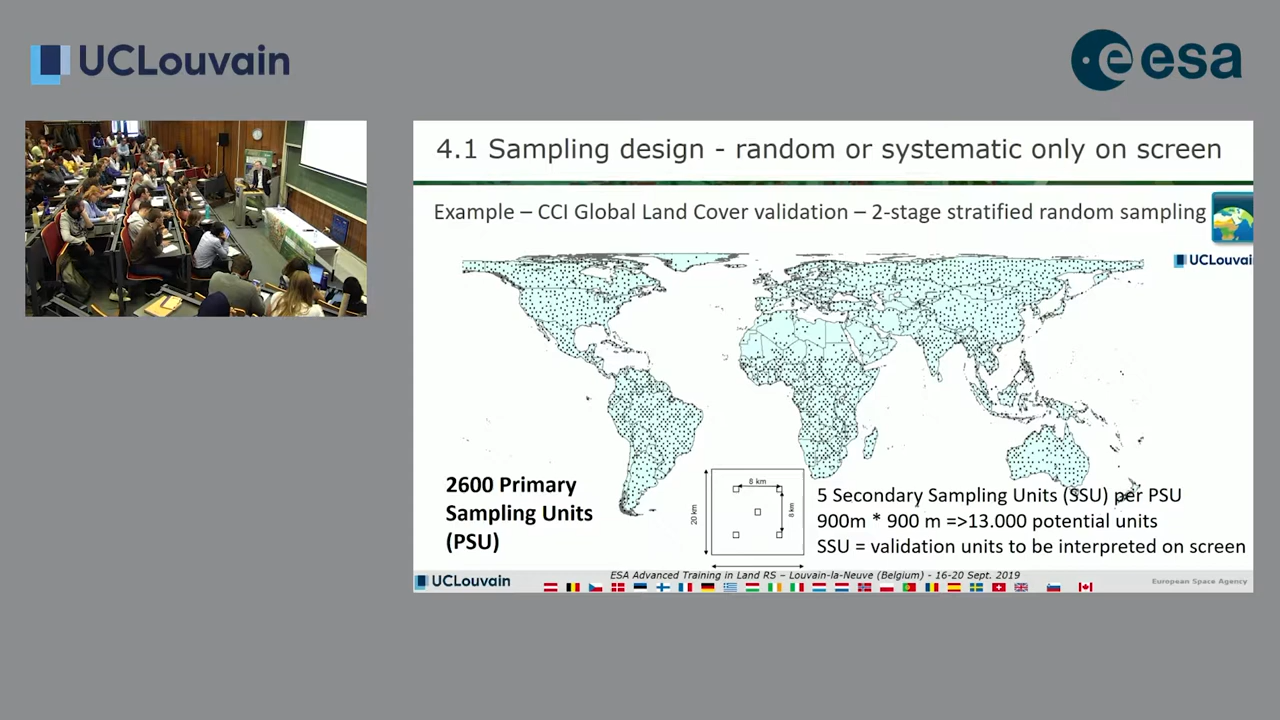 UCLouvain
esa
4.1 Sampling design - random or systematic only on screen
Example – CCI Global Land Cover validation – 2-stage stratified random sampling
UCLouvai
2600 Primary
Sampling Units
(PSU)
8 km
20 km
8 km
5 Secondary Sampling Units (SSU) per PSU
900m * 900 m =>13.000 potential units
SSU = validation units to be interpreted on screen
UCLouvain
ESA Advanced Training in Land RS – Louvain-la-Neuve (Belgium) - 16-20 Sept. 2019
European Space Agency